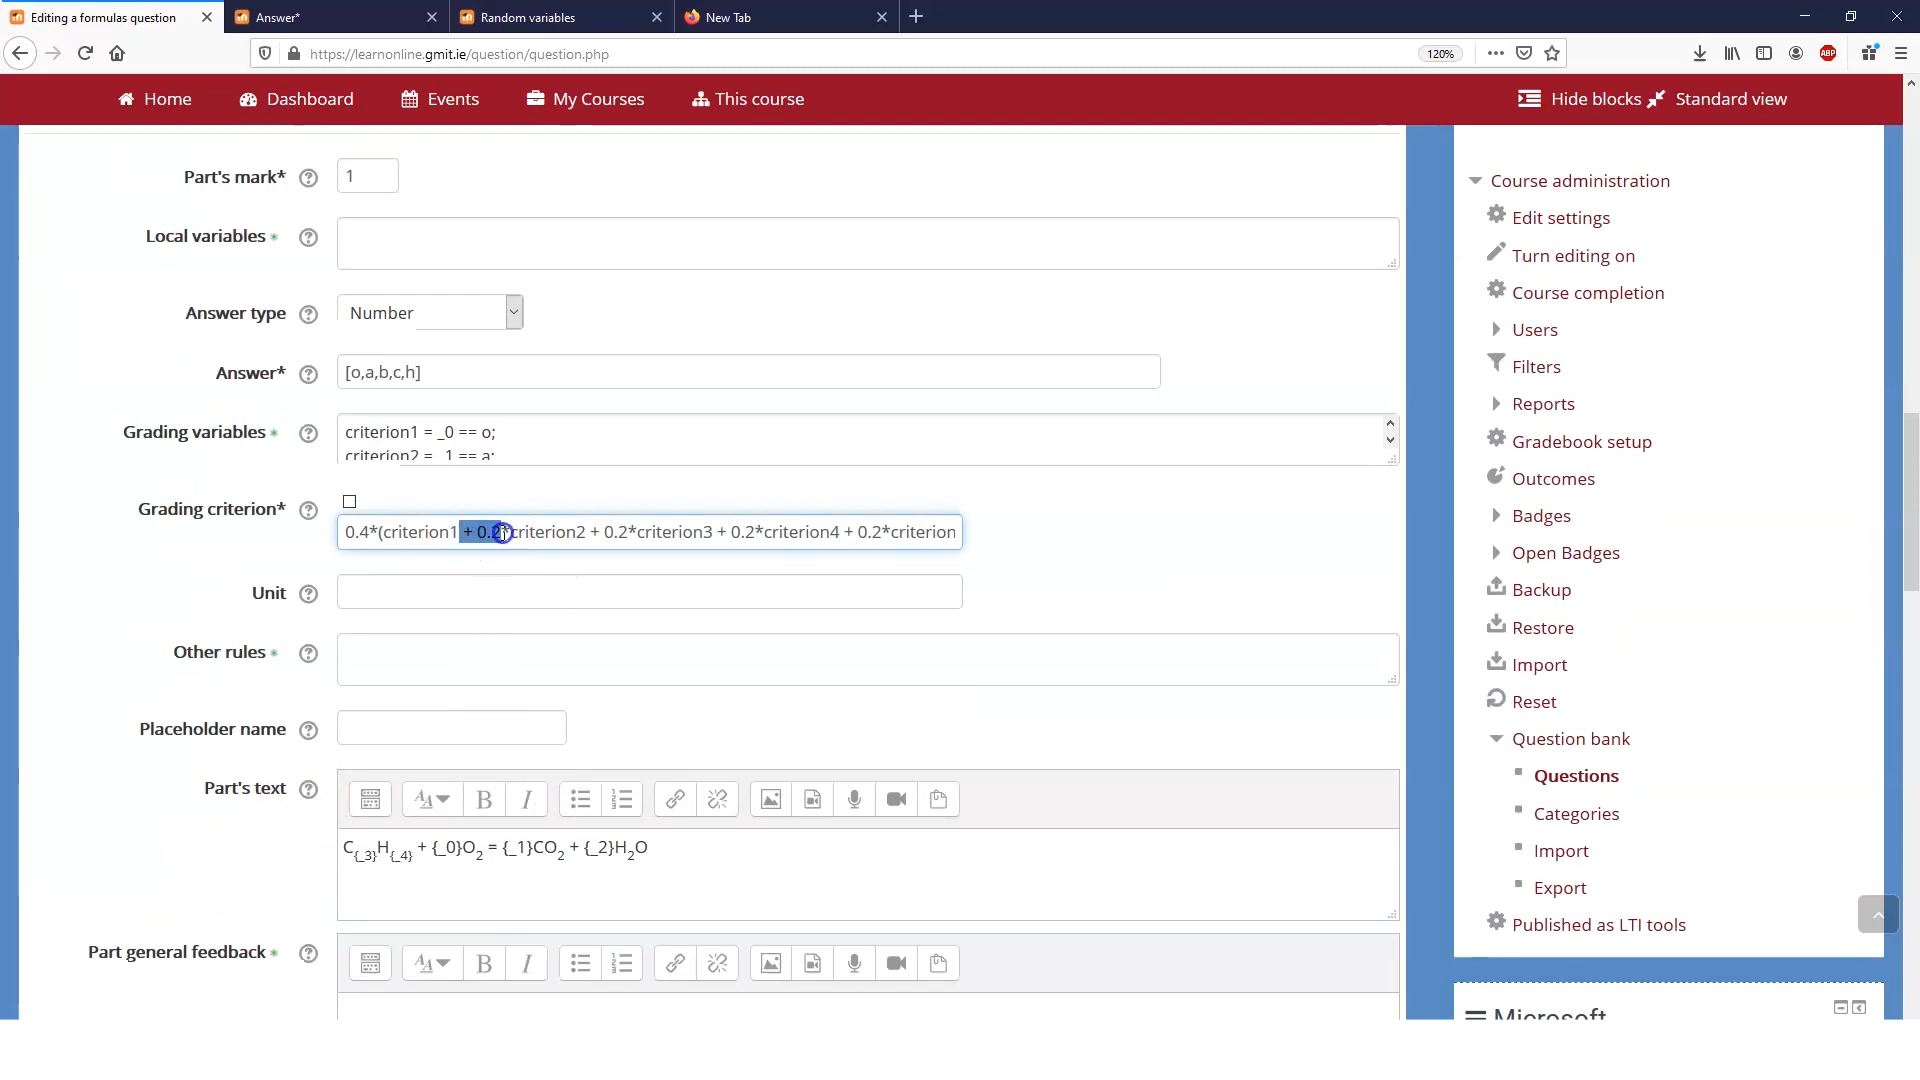 Editing a formulas question
Answer*
Random variables
New Tab
https://learnonline.gmit.ie/question/question.php
120%
ABP
Home
Dashboard
Events
My Courses
This course
Hide blocks
Standard view
Part's mark*
1
Local variables
Answer type
Number
Answer*
[o,a,b,c,h]
Grading variables
criterion1 = _0 == o;
criterion2 = _1 == a;
Grading criterion*
0.4*(criterion1 + 0.2*criterion2 + 0.2*criterion3 + 0.2*criterion4 + 0.2*criterion
Unit
Other rules
Placeholder name
Part's text
C{_3}H{_4} + {_0}O2 = {_1}CO2 + {_2}H2O
Part general feedback
Course administration
Edit settings
Turn editing on
Course completion
Users
Filters
Reports
Gradebook setup
Outcomes
Badges
Open Badges
Backup
Restore
Import
Reset
Question bank
Questions
Categories
Import
Export
Published as LTI tools
Microsoft